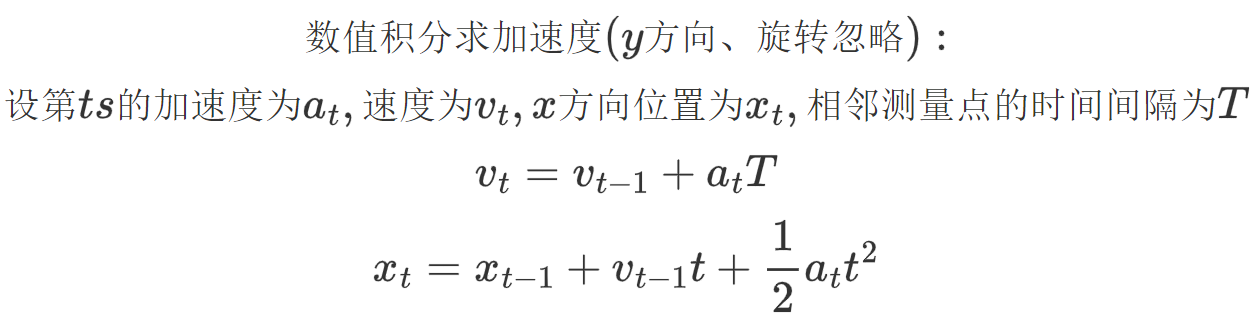 数值积分求加速度(y方向、旋转忽略)：
设第ts的加速度为a_t, 速度为v_t, x方向位置为x_t, 相邻测量点的时间间隔为T
v_t = v_{t-1} + a_t T
x_t = x_{t-1} + v_{t-1} t + \frac{1}{2} a_t t^2